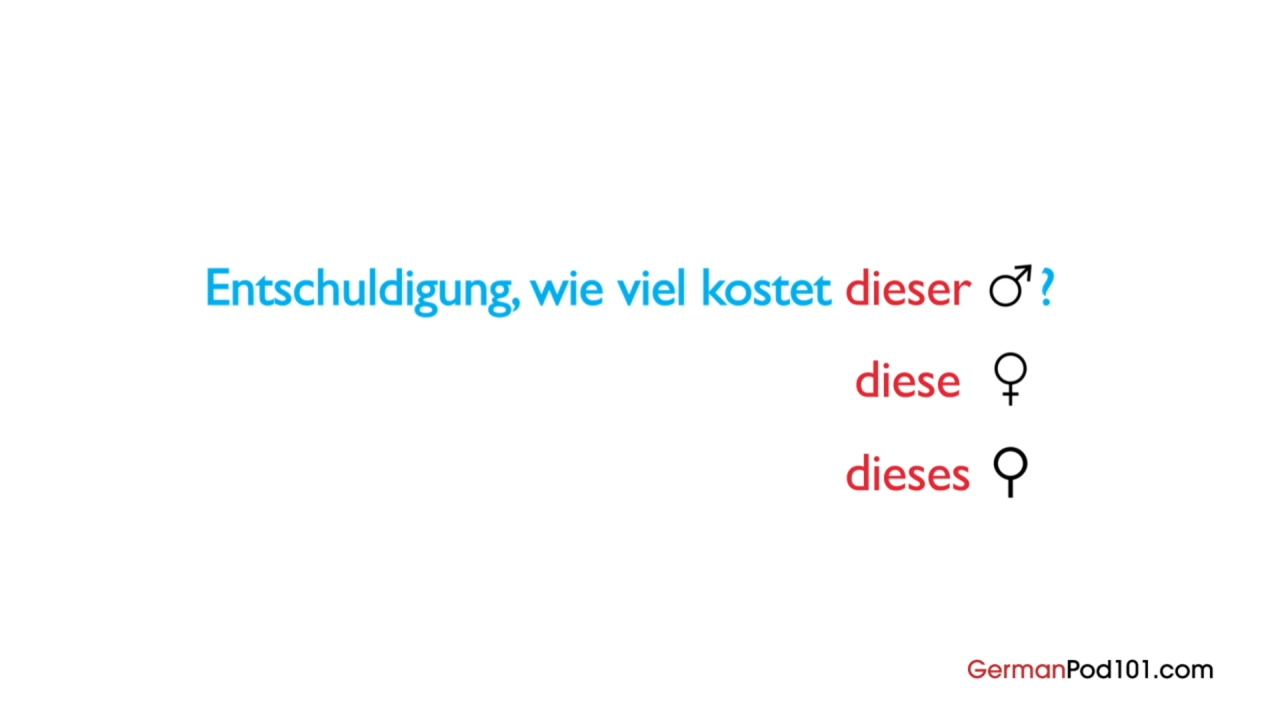 Entschuldigung, wie viel kostet dieser ♂?
diese ♀
dieses ⚲
GermanPod101.com